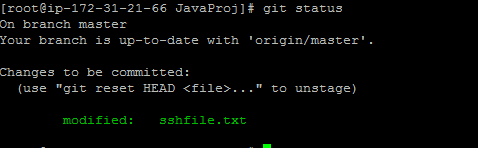 [root@ip-172-31-21-66 JavaProj]# git status
On branch master
Your branch is up-to-date with 'origin/master'.
Changes to be committed:
(use "git reset HEAD <file>..." to unstage)
modified: sshfile.txt